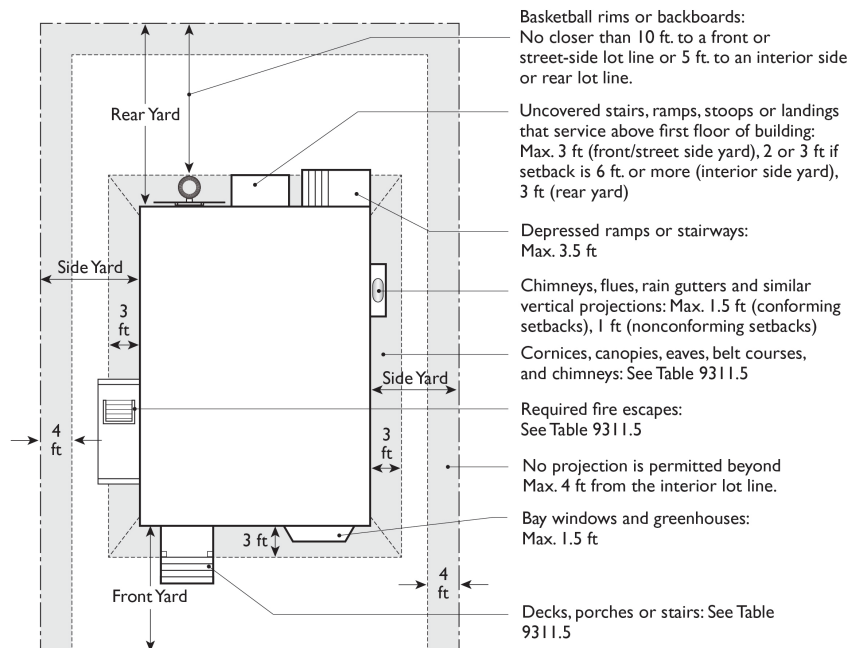 Basketball rims or backboards:
No closer than 10 ft. to a front or
street-side lot line or 5 ft. to an interior side
or rear lot line.
Rear Yard
Uncovered stairs, ramps, stoops or landings
that service above first floor of building:
Max. 3 ft (front/street side yard), 2 or 3 ft if
setback is 6 ft. or more (interior side yard),
3 ft (rear yard)
Depressed ramps or stairways:
Max. 3.5 ft
Side Yard
Chimneys, flues, rain gutters and similar
vertical projections: Max. 1.5 ft (conforming
setbacks), 1 ft (nonconforming setbacks)
3
ft
Cornices, canopies, eaves, belt courses,
and chimneys: See Table 9311.5
Side Yard
Required fire escapes:
See Table 9311.5
4
ft
3
ft
No projection is permitted beyond
Max. 4 ft from the interior lot line.
Bay windows and greenhouses:
Max. 1.5 ft
3 ft
4
ft
Front Yard
Decks, porches or stairs: See Table
9311.5